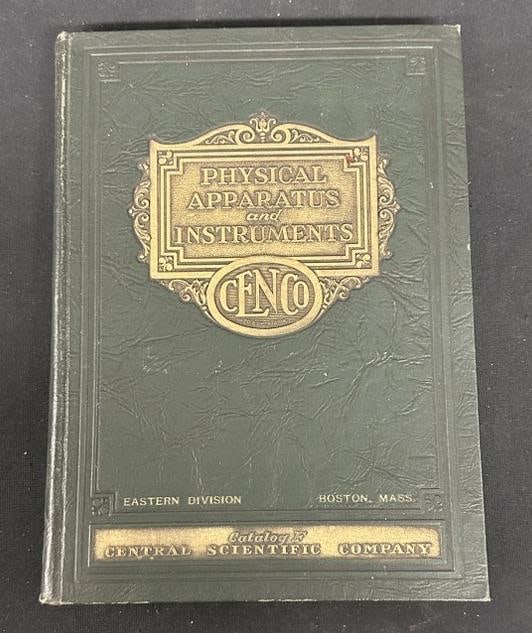 PHYSICAL
APPARATUS
and
INSTRUMENTS
CENCO
EASTERN DIVISION BOSTON, MASS.
Catalog F
CENTRAL SCIENTIFIC COMPANY